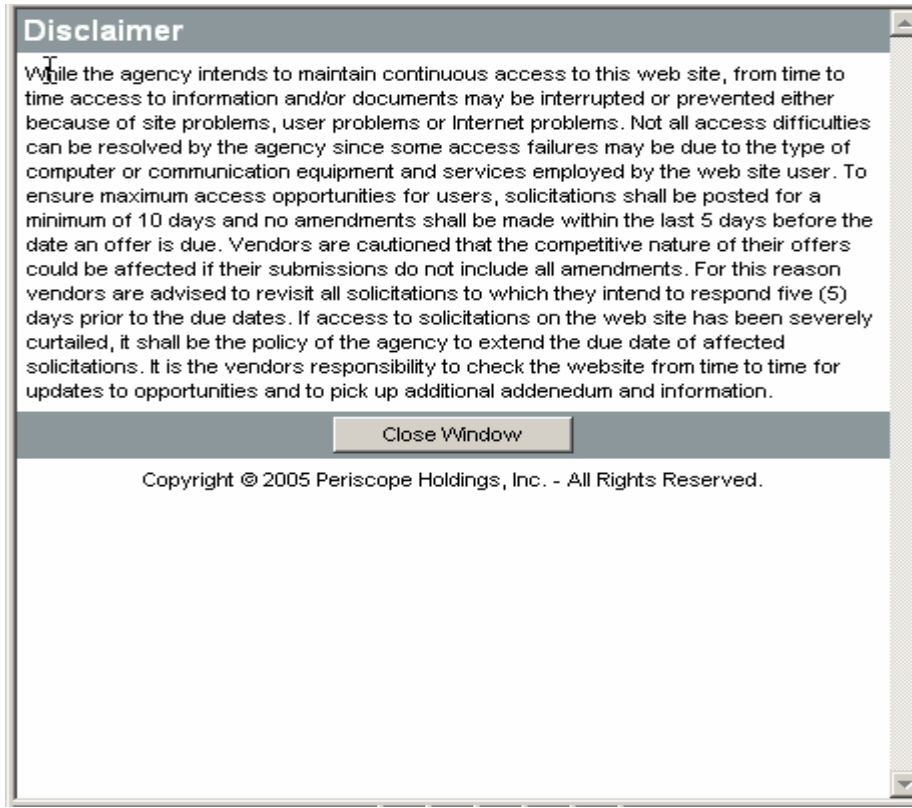 Disclaimer
While the agency intends to maintain continuous access to this web site, from time to
time access to information and/or documents may be interrupted or prevented either
because of site problems, user problems or Internet problems. Not all access difficulties
can be resolved by the agency since some access failures may be due to the type of
computer or communication equipment and services employed by the web site user. To
ensure maximum access opportunities for users, solicitations shall be posted for a
minimum of 10 days and no amendments shall be made within the last 5 days before the
date an offer is due. Vendors are cautioned that the competitive nature of their offers
could be affected if their submissions do not include all amendments. For this reason
vendors are advised to revisit all solicitations to which they intend to respond five (5)
days prior to the due dates. If access to solicitations on the web site has been severely
curtailed, it shall be the policy of the agency to extend the due date of affected
solicitations. It is the vendors responsibility to check the website from time to time for
updates to opportunities and to pick up additional addenedum and information.
Close Window
Copyright © 2005 Periscope Holdings, Inc. - All Rights Reserved.